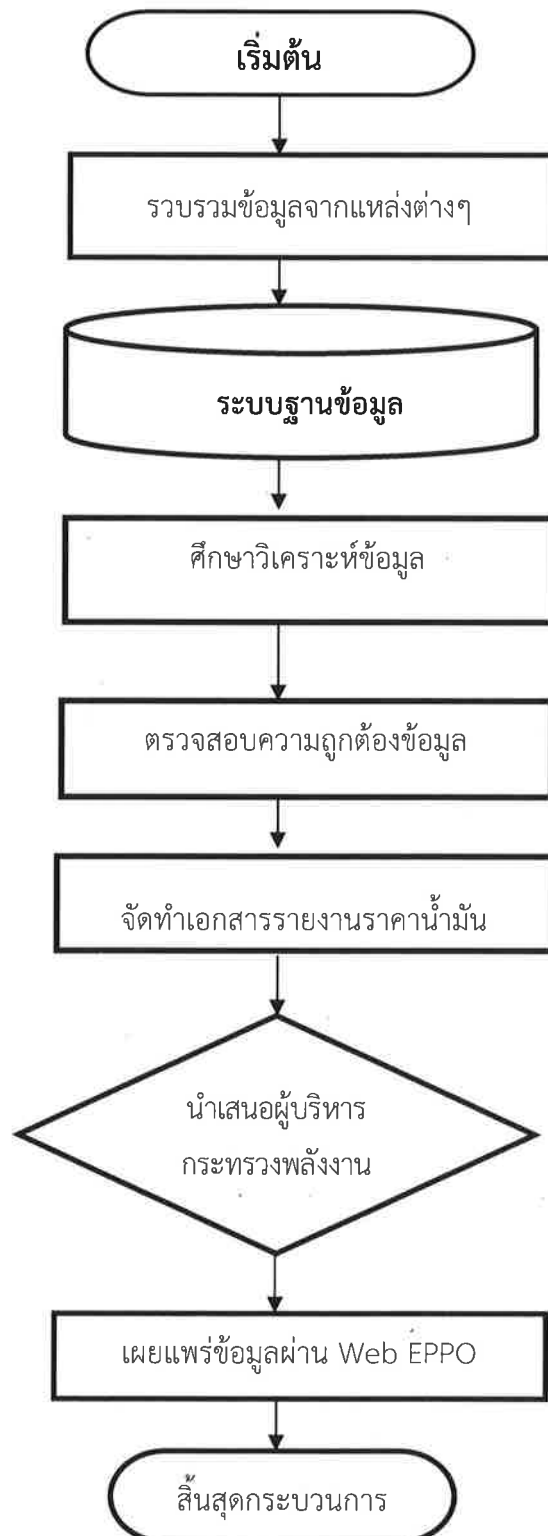 เริ่มต้น
รวบรวมข้อมูลจากแหล่งต่างๆ
ระบบฐานข้อมูล
ศึกษาวิเคราะห์ข้อมูล
ตรวจสอบความถูกต้องข้อมูล
จัดทำเอกสารรายงานราคาน้ำมัน
นำเสนอผู้บริหาร
กระทรวงพลังงาน
เผยแพร่ข้อมูลผ่าน Web EPPO
สิ้นสุดกระบวนการ